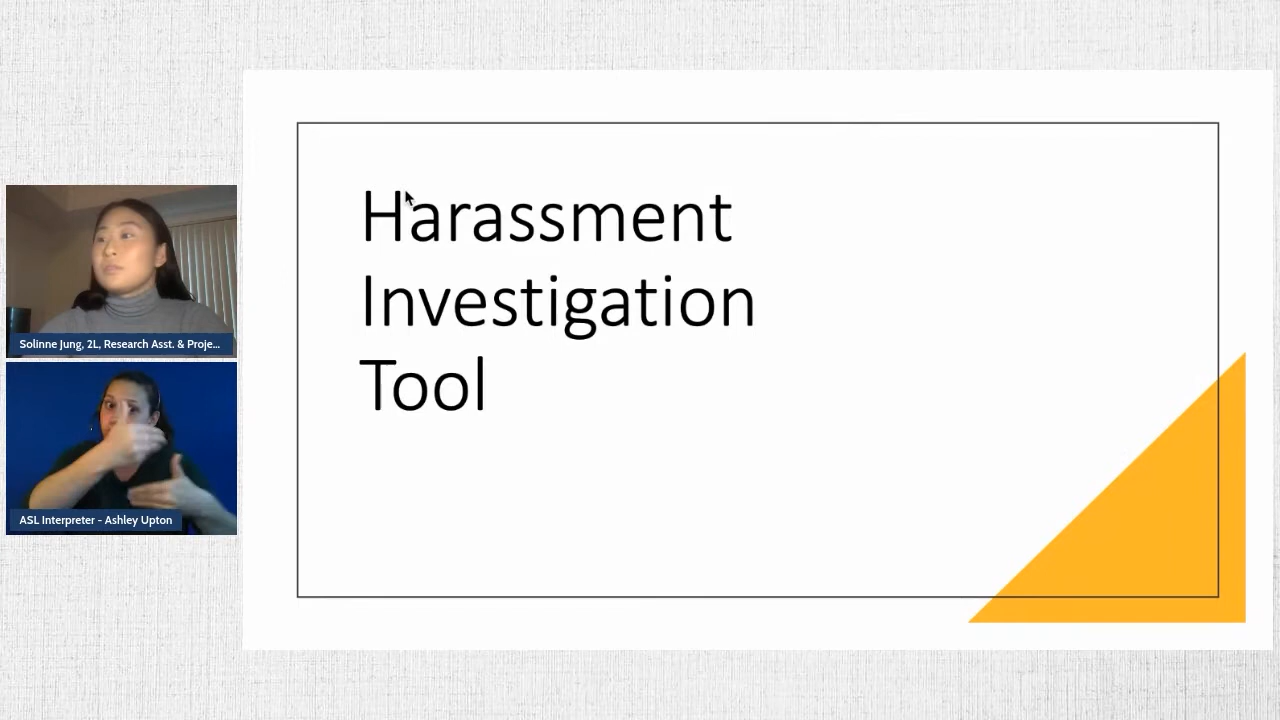 Harassment
Investigation
Tool
Solinne Jung, 2L, Research Asst. & Proje...
ASL Interpreter - Ashley Upton